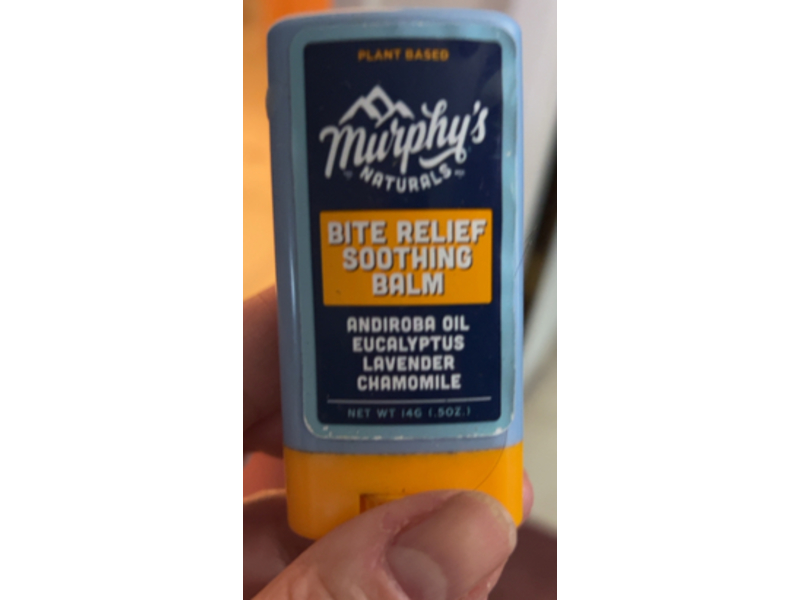 PLANT BASED
Murphy's
NATURALS
BITE RELIEF
SOOTHING
BALM
ANDIROBA OIL
EUCALYPTUS
LAVENDER
CHAMOMILE
NET WT 14G (.5OZ.)